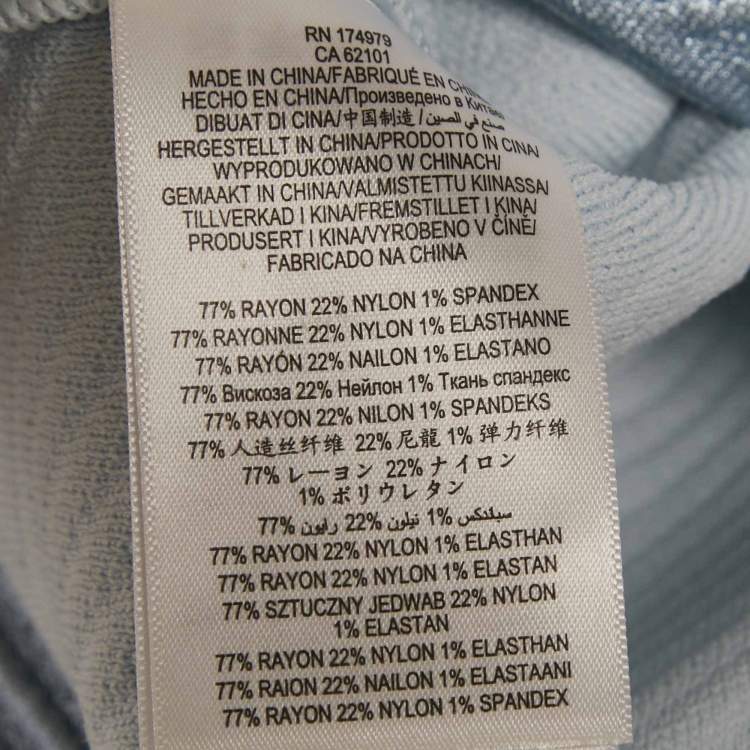 RN 174979
CA 62101
MADE IN CHINA/FABRIQUÉ EN
HECHO EN CHINA/Произведено в Китае
DIBUAT DI CINA/中国制造/صنع في الصين
HERGESTELLT IN CHINA/PRODOTTO IN CINA/
WYPRODUKOWANO W CHINACH/
GEMAAKT IN CHINA/VALMISTETTU KIINASSA/
TILLVERKAD I KINA/FREMSTILLET I KINA/
PRODUSERT I KINA/VYROBENO V ČÍNĚ/
FABRICADO NA CHINA
77% RAYON 22% NYLON 1% SPANDEX
77% RAYONNE 22% NYLON 1% ELASTHANNE
77% RAYÓN 22% NAILON 1% ELASTANO
77% Вискоза 22% Нейлон 1% Ткань спандекс
77% RAYON 22% NILON 1% SPANDEKS
77% 人造丝纤维 22% 尼龍 1% 弹力纤维
77% レーヨン 22% ナイロン
1% ポリウレタン
77% رايون 22% نيلون 1% سباندكس
77% RAYON 22% NYLON 1% ELASTHAN
77% RAYON 22% NYLON 1% ELASTAN
77% SZTUCZNY JEDWAB 22% NYLON
1% ELASTAN
77% RAYON 22% NYLON 1% ELASTHAN
77% RAION 22% NAILON 1% ELASTAANI
77% RAYON 22% NYLON 1% SPANDEX